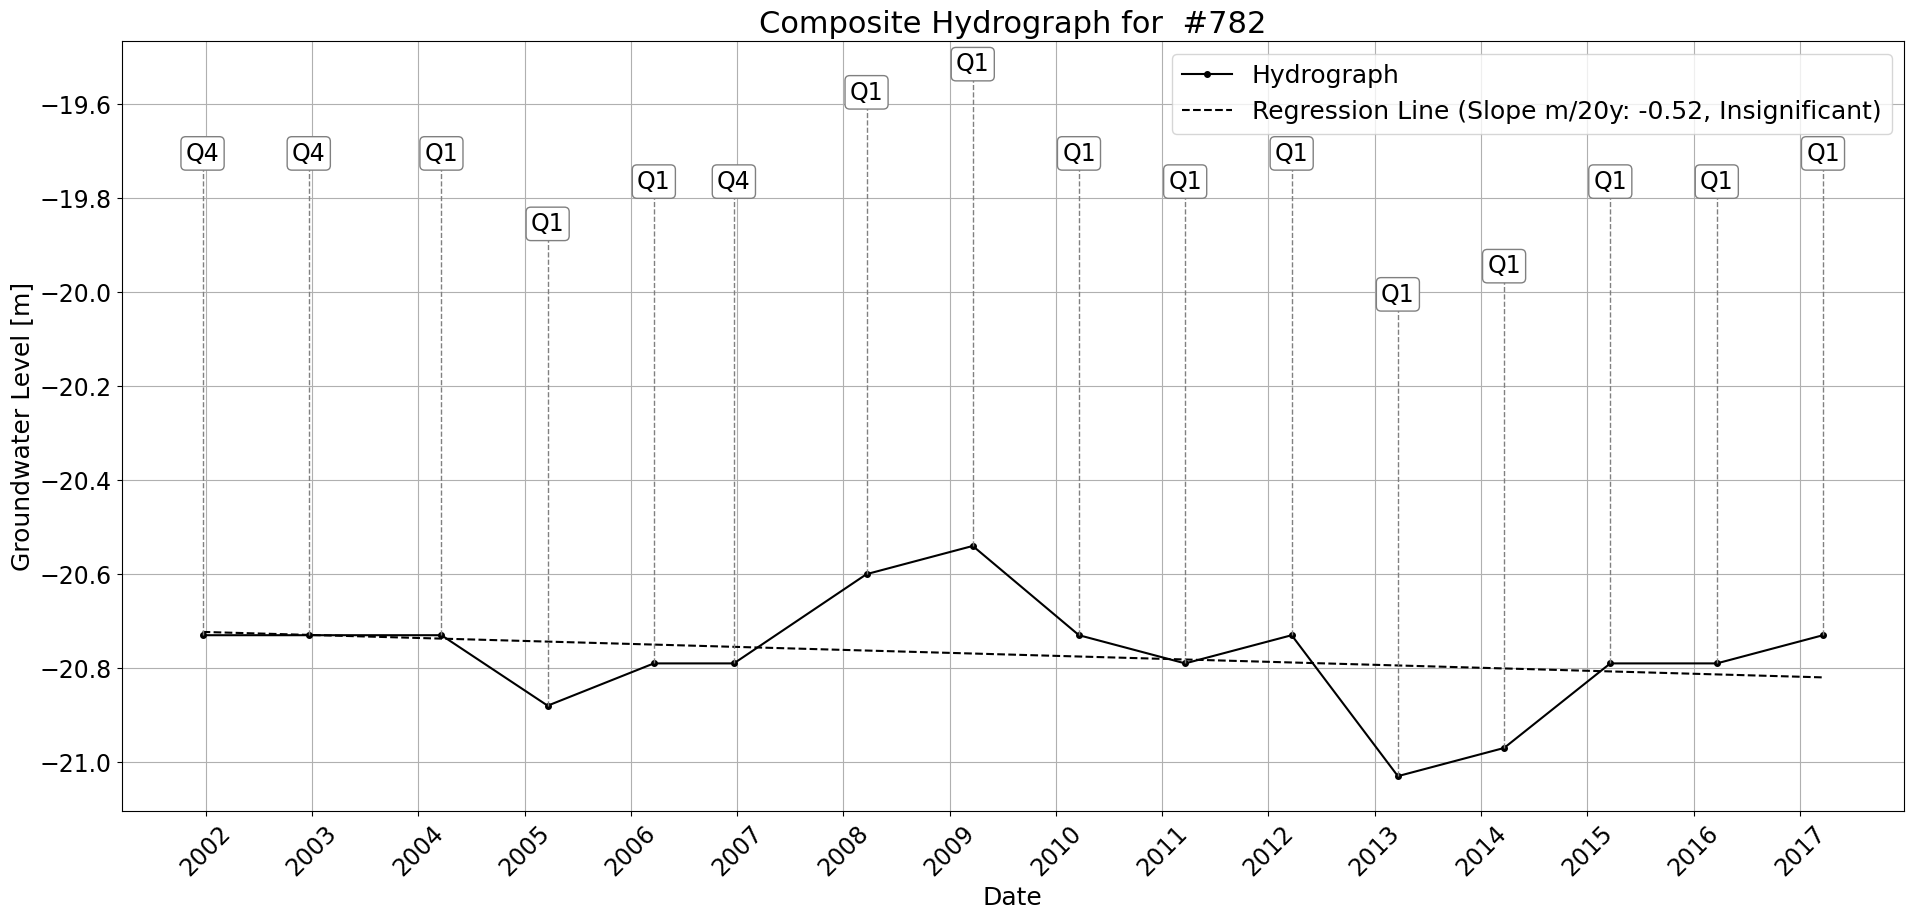 Composite Hydrograph for  #782
Hydrograph
Regression Line (Slope m/20y: -0.52, Insignificant)
Q1
Q1
Q4
Q4
Q1
Q1
Q1
Q1
Q1
Q4
Q1
Q1
Q1
Q1
Q1
Q1
−19.6
−19.8
−20.0
−20.2
−20.4
−20.6
−20.8
−21.0
Groundwater Level [m]
2002
2003
2004
2005
2006
2007
2008
2009
2010
2011
2012
2013
2014
2015
2016
2017
Date